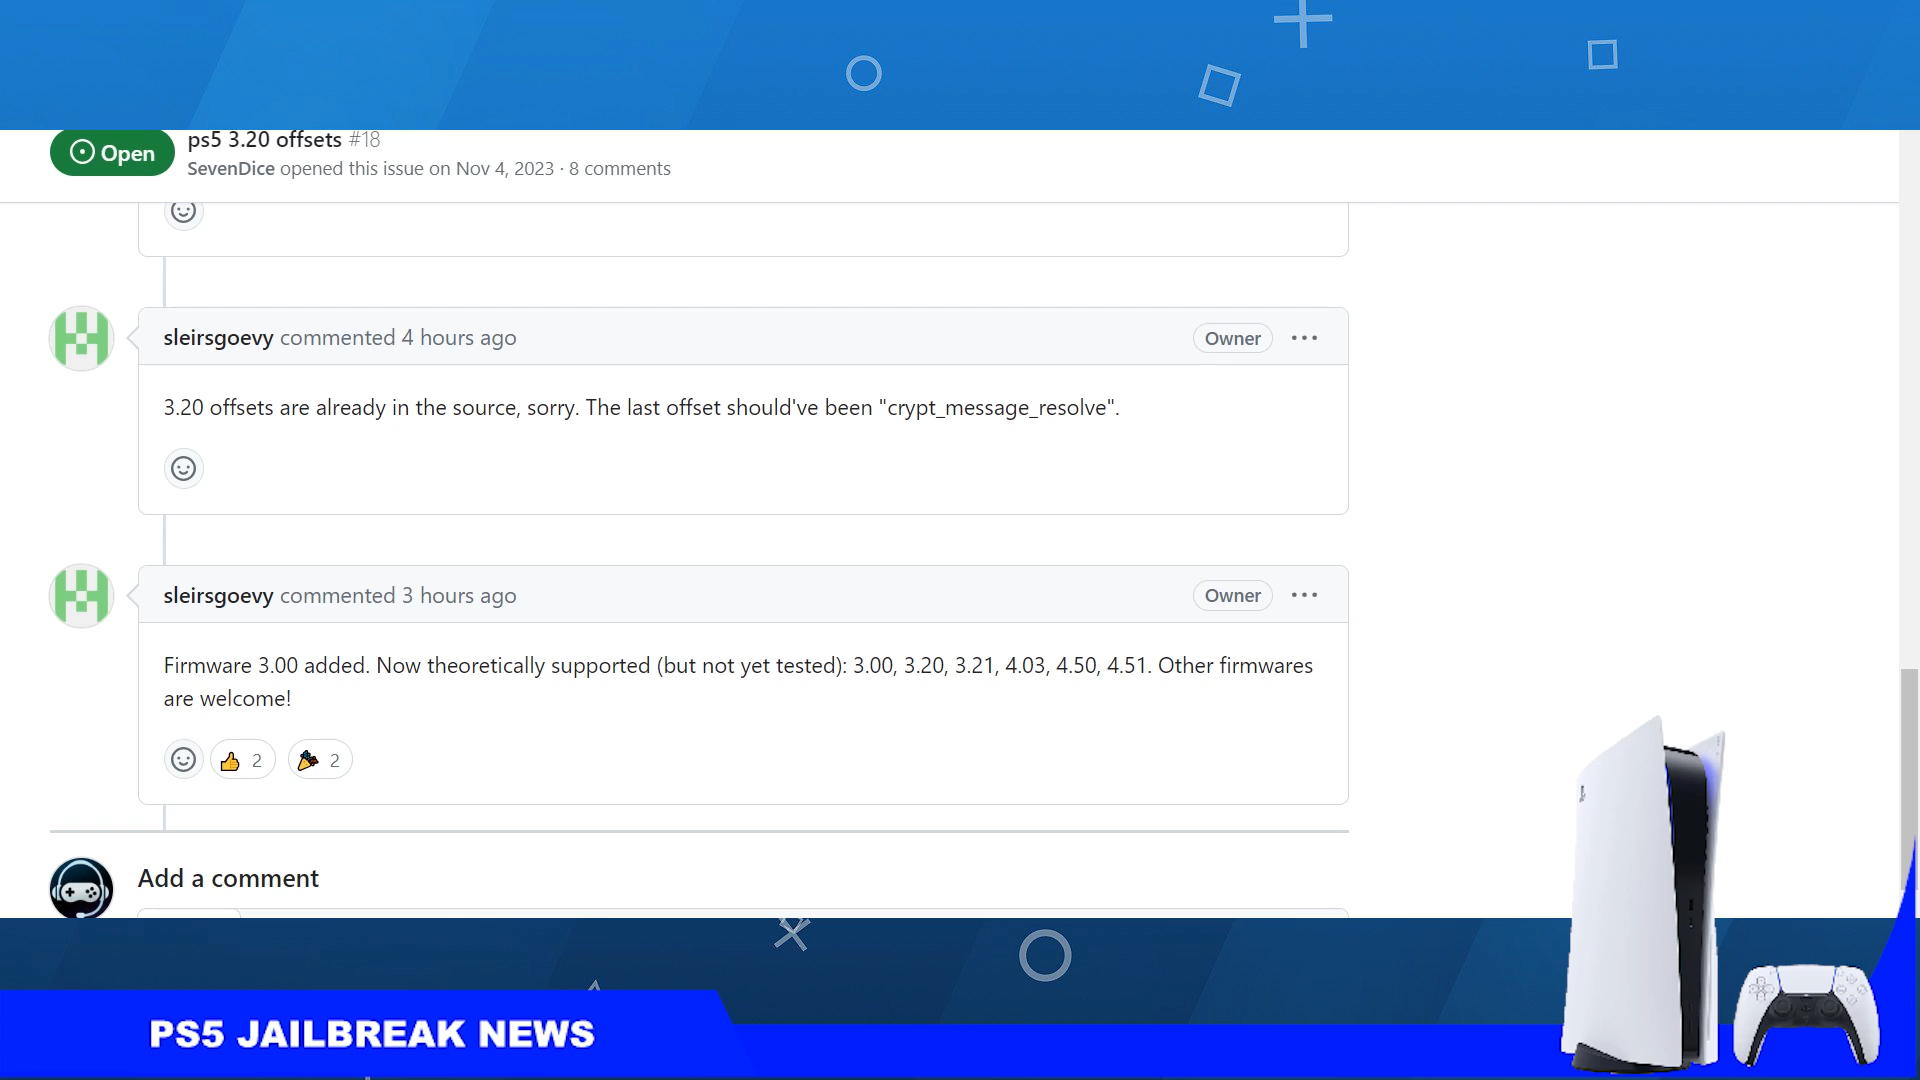 ps5 3.20 offsets #18
Open
SevenDice opened this issue on Nov 4, 2023 · 8 comments
sleirsgoevy commented 4 hours ago
Owner
3.20 offsets are already in the source, sorry. The last offset should've been "crypt_message_resolve".
sleirsgoevy commented 3 hours ago
Owner
Firmware 3.00 added. Now theoretically supported (but not yet tested): 3.00, 3.20, 3.21, 4.03, 4.50, 4.51. Other firmwares
are welcome!
2
2
Add a comment
PS5 JAILBREAK NEWS